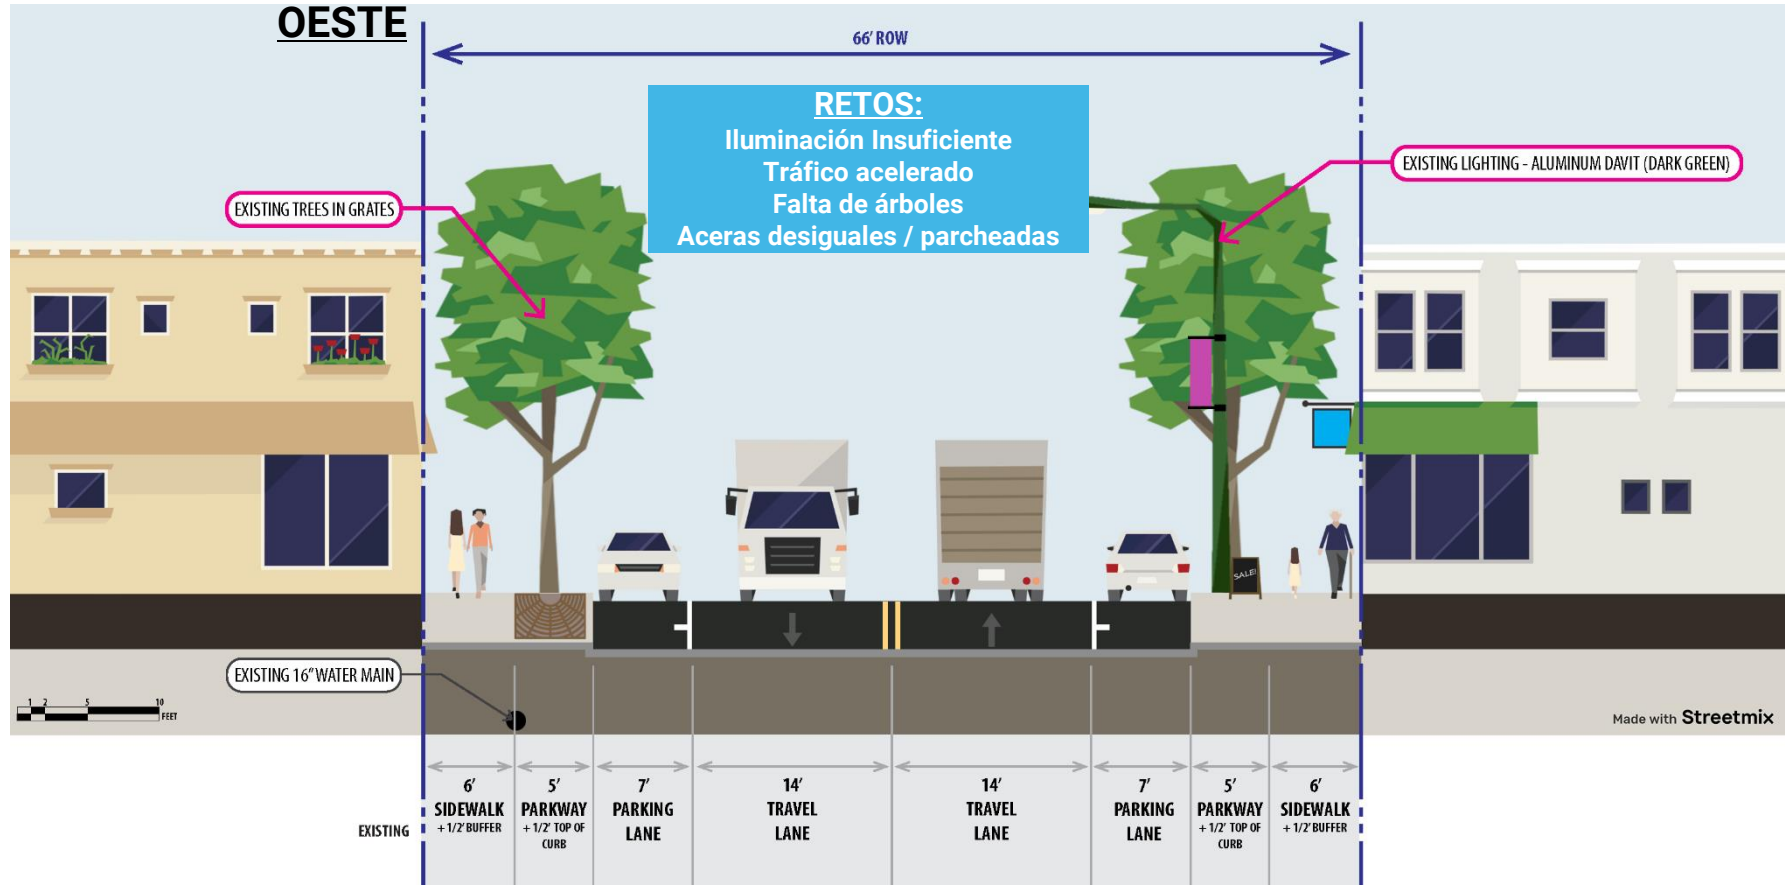 OESTE
66' ROW
RETOS:
Iluminación Insuficiente
Tráfico acelerado
Falta de árboles
Aceras desiguales / parcheadas
EXISTING LIGHTING - ALUMINUM DAVIT (DARK GREEN)
EXISTING TREES IN GRATES
SALE!
EXISTING 16" WATER MAIN
1 2 5 10
FEET
Made with Streetmix
EXISTING
6'
SIDEWALK
+ 1/2' BUFFER
5'
PARKWAY
+ 1/2' TOP OF
CURB
7'
PARKING
LANE
14'
TRAVEL
LANE
14'
TRAVEL
LANE
7'
PARKING
LANE
5'
PARKWAY
+ 1/2' TOP OF
CURB
6'
SIDEWALK
+ 1/2' BUFFER